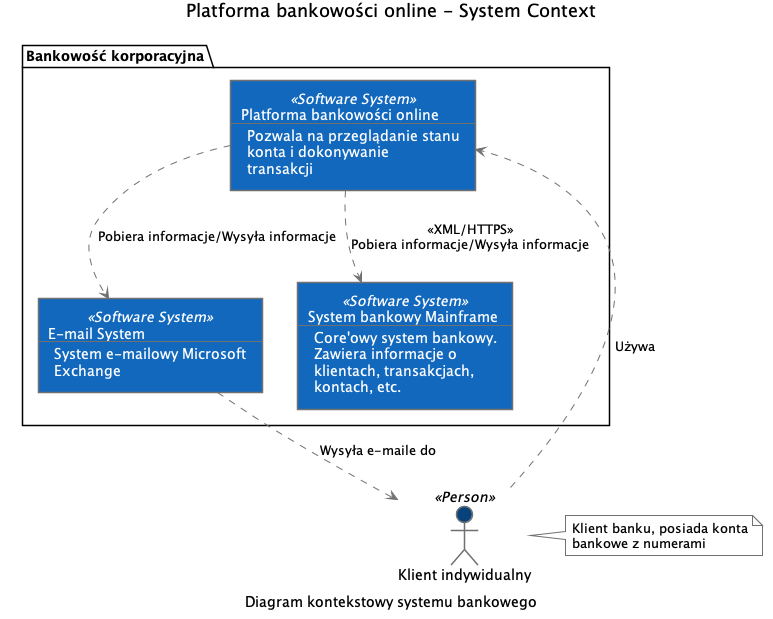 Platforma bankowości online – System Context
Bankowość korporacyjna
«Software System»
Platforma bankowości online
Pozwala na przeglądanie stanu
konta i dokonywanie
transakcji
Pobiera informacje/Wysyła informacje
«XML/HTTPS»
Pobiera informacje/Wysyła informacje
«Software System»
E-mail System
System e-mailowy Microsoft
Exchange
«Software System»
System bankowy Mainframe
Core'owy system bankowy.
Zawiera informacje o
klientach, transakcjach,
kontach, etc.
Używa
Wysyła e-maile do
«Person»
Klient indywidualny
Klient banku, posiada konta
bankowe z numerami
Diagram kontekstowy systemu bankowego